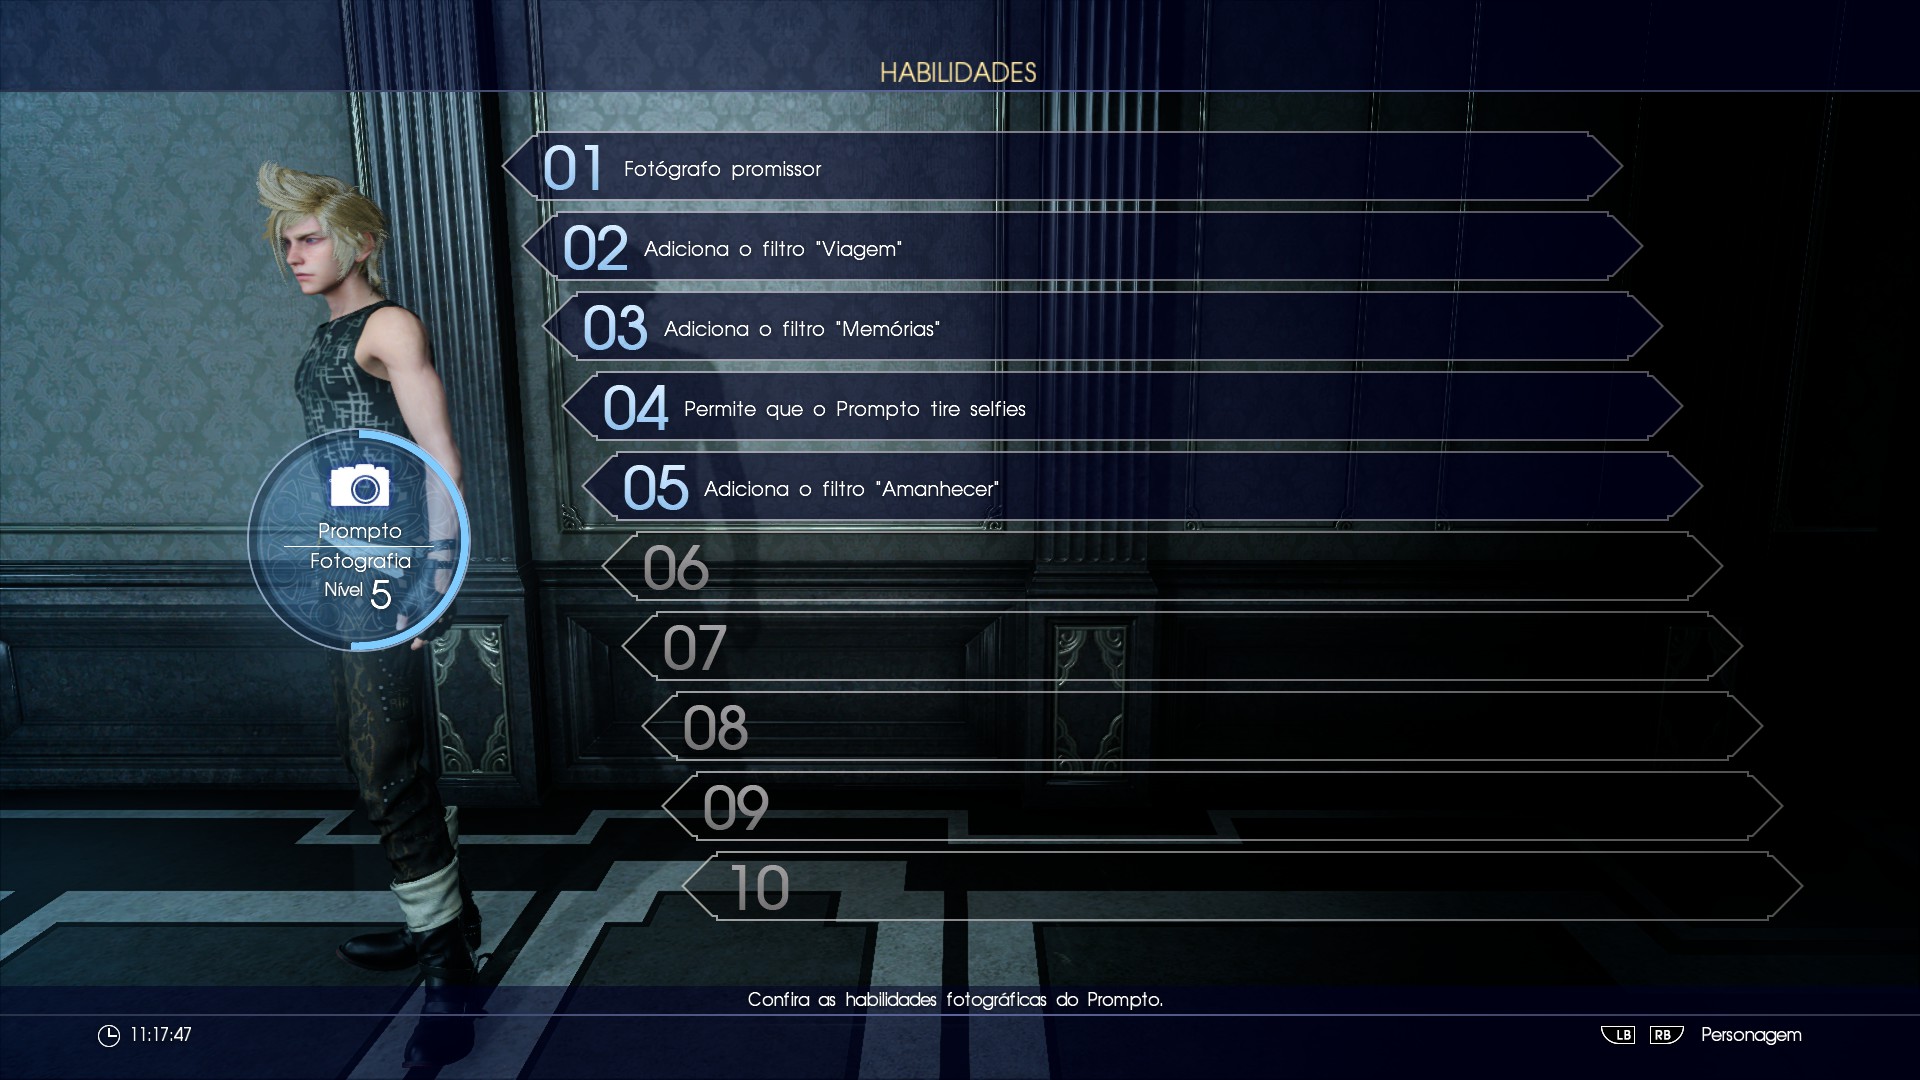 HABILIDADES
01 Fotógrafo promissor
02 Adiciona o filtro "Viagem"
03 Adiciona o filtro "Memórias"
04 Permite que o Prompto tire selfies
05 Adiciona o filtro "Amanhecer"
Prompto
Fotografia
Nível 5
06
07
08
09
10
Confira as habilidades fotográficas do Prompto.
11:17:47
LB RB Personagem